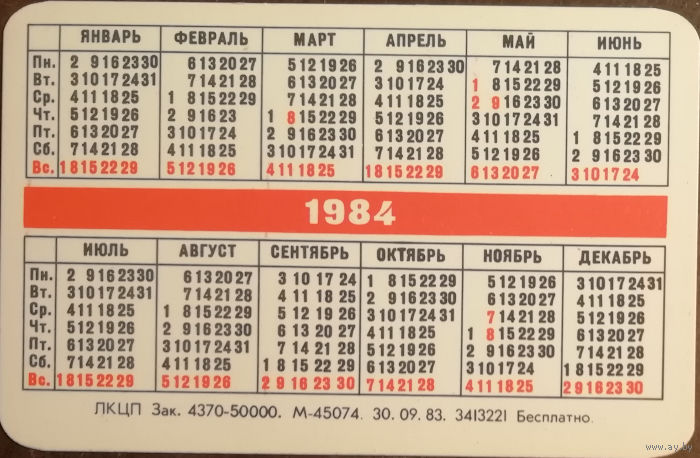 ЯНВАРЬ ФЕВРАЛЬ МАРТ АПРЕЛЬ МАЙ ИЮНЬ
Пн. 2 9 16 23 30 6 13 20 27 5 12 19 26 2 9 16 23 30 7 14 21 28 4 11 18 25
Вт. 3 10 17 24 31 7 14 21 28 6 13 20 27 3 10 17 24 1 8 15 22 29 5 12 19 26
Ср. 4 11 18 25 1 8 15 22 29 7 14 21 28 4 11 18 25 2 9 16 23 30 6 13 20 27
Чт. 5 12 19 26 2 9 16 23 1 8 15 22 29 5 12 19 26 3 10 17 24 31 7 14 21 28
Пт. 6 13 20 27 3 10 17 24 2 9 16 23 30 6 13 20 27 4 11 18 25 1 8 15 22 29
Сб. 7 14 21 28 4 11 18 25 3 10 17 24 31 7 14 21 28 5 12 19 26 2 9 16 23 30
Вс. 1 8 15 22 29 5 12 19 26 4 11 18 25 1 8 15 22 29 6 13 20 27 3 10 17 24
1984
ИЮЛЬ АВГУСТ СЕНТЯБРЬ ОКТЯБРЬ НОЯБРЬ ДЕКАБРЬ
Пн. 2 9 16 23 30 6 13 20 27 3 10 17 24 1 8 15 22 29 5 12 19 26 3 10 17 24 31
Вт. 3 10 17 24 31 7 14 21 28 4 11 18 25 2 9 16 23 30 6 13 20 27 4 11 18 25
Ср. 4 11 18 25 1 8 15 22 29 5 12 19 26 3 10 17 24 31 7 14 21 28 5 12 19 26
Чт. 5 12 19 26 2 9 16 23 30 6 13 20 27 4 11 18 25 1 8 15 22 29 6 13 20 27
Пт. 6 13 20 27 3 10 17 24 31 7 14 21 28 5 12 19 26 2 9 16 23 30 7 14 21 28
Сб. 7 14 21 28 4 11 18 25 1 8 15 22 29 6 13 20 27 3 10 17 24 1 8 15 22 29
Вс. 1 8 15 22 29 5 12 19 26 2 9 16 23 30 7 14 21 28 4 11 18 25 2 9 16 23 30
ЛКЦП Зак. 4370-50000. М-45074. 30. 09. 83. 3413221 Бесплатно.
www.ay.by